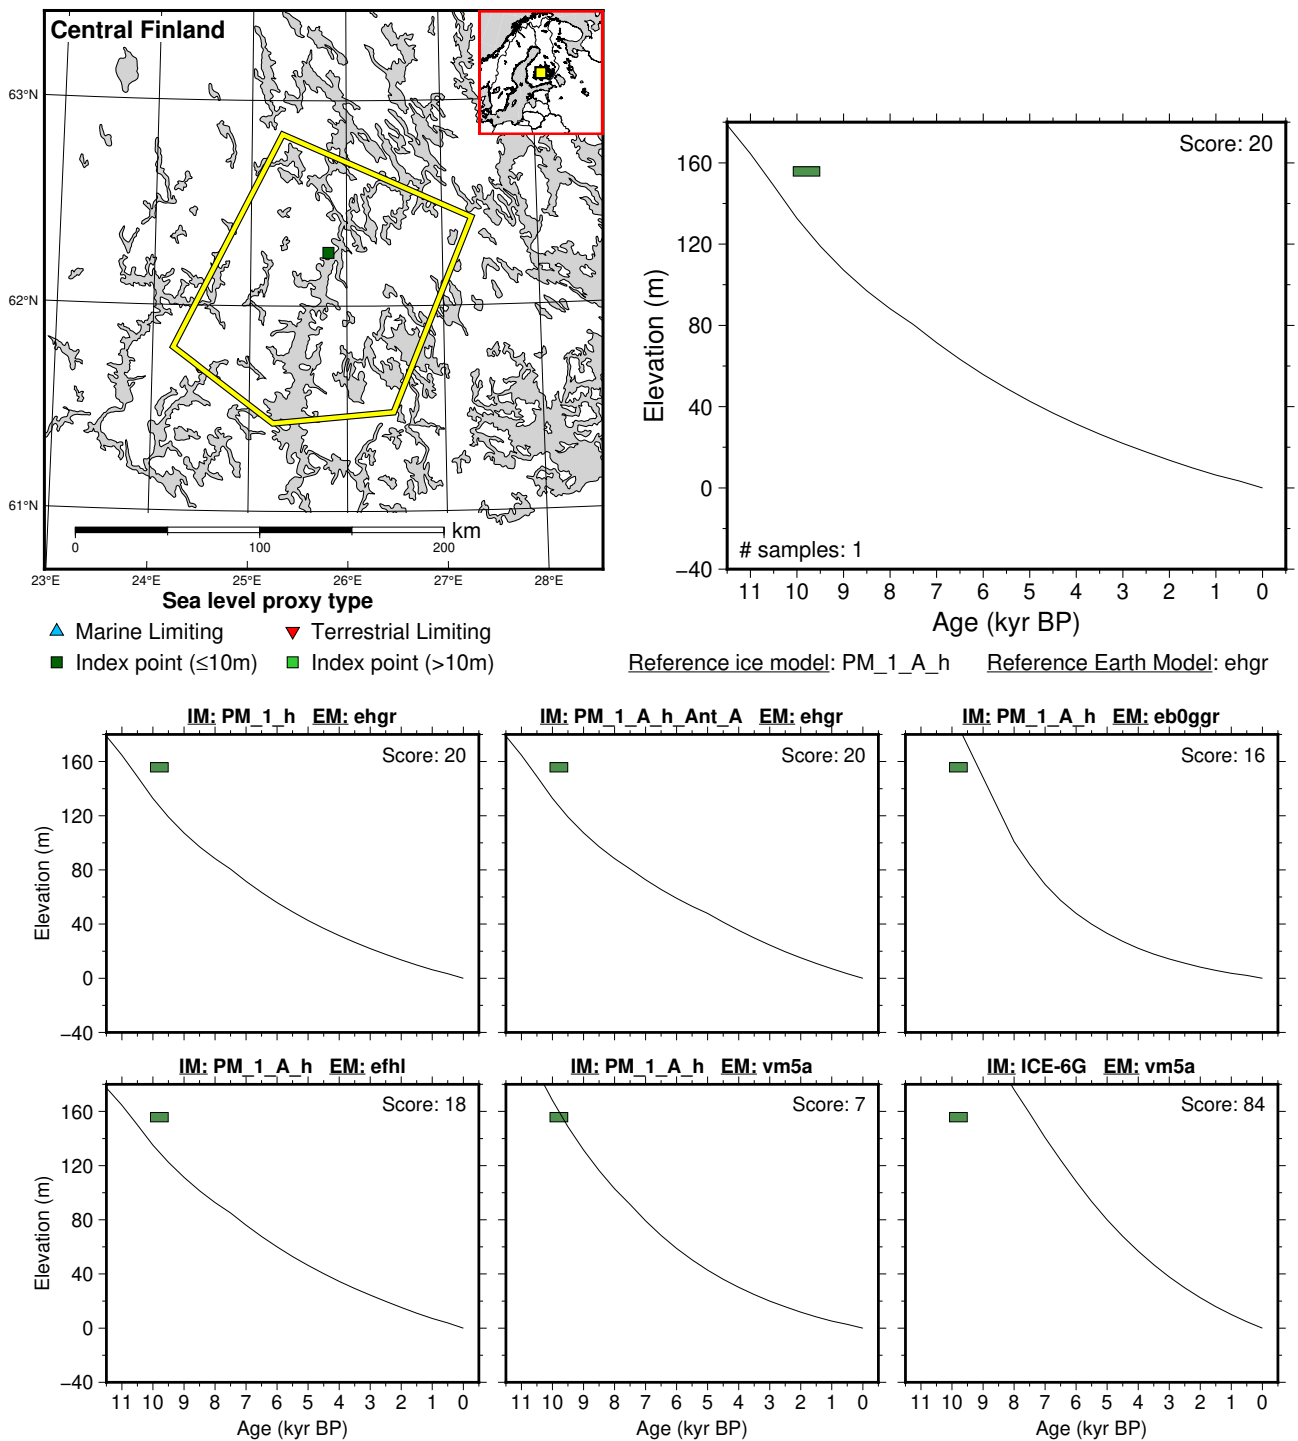 Central Finland
63°N
62°N
61°N
km
0 100 200
23°E 24°E 25°E 26°E 27°E 28°E
Sea level proxy type
Marine Limiting Terrestrial Limiting
Index point (≤10m) Index point (>10m)
Score: 20
160
120
80
40
0
−40
Elevation (m)
# samples: 1
11 10 9 8 7 6 5 4 3 2 1 0
Age (kyr BP)
Reference ice model: PM_1_A_h Reference Earth Model: ehgr
IM: PM_1_h EM: ehgr
Score: 20
160
120
80
40
0
−40
Elevation (m)
IM: PM_1_A_h_Ant_A EM: ehgr
Score: 20
IM: PM_1_A_h EM: eb0ggr
Score: 16
IM: PM_1_A_h EM: efhl
Score: 18
160
120
80
40
0
−40
Elevation (m)
11 10 9 8 7 6 5 4 3 2 1 0
Age (kyr BP)
IM: PM_1_A_h EM: vm5a
Score: 7
11 10 9 8 7 6 5 4 3 2 1 0
Age (kyr BP)
IM: ICE-6G EM: vm5a
Score: 84
11 10 9 8 7 6 5 4 3 2 1 0
Age (kyr BP)